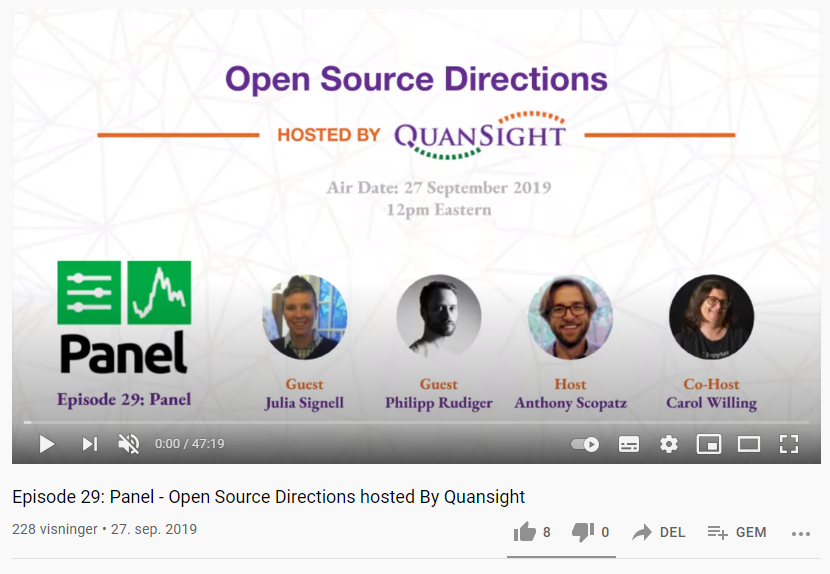 Open Source Directions
HOSTED BY QUANSIGHT
Air Date: 27 September 2019
12pm Eastern
Panel
Episode 29: Panel
Guest
Julia Signell
Guest
Philipp Rudiger
Host
Anthony Scopatz
Co-Host
Carol Willing
0:00 / 47:19
Episode 29: Panel - Open Source Directions hosted By Quansight
228 visninger • 27. sep. 2019
8
0
DEL
GEM